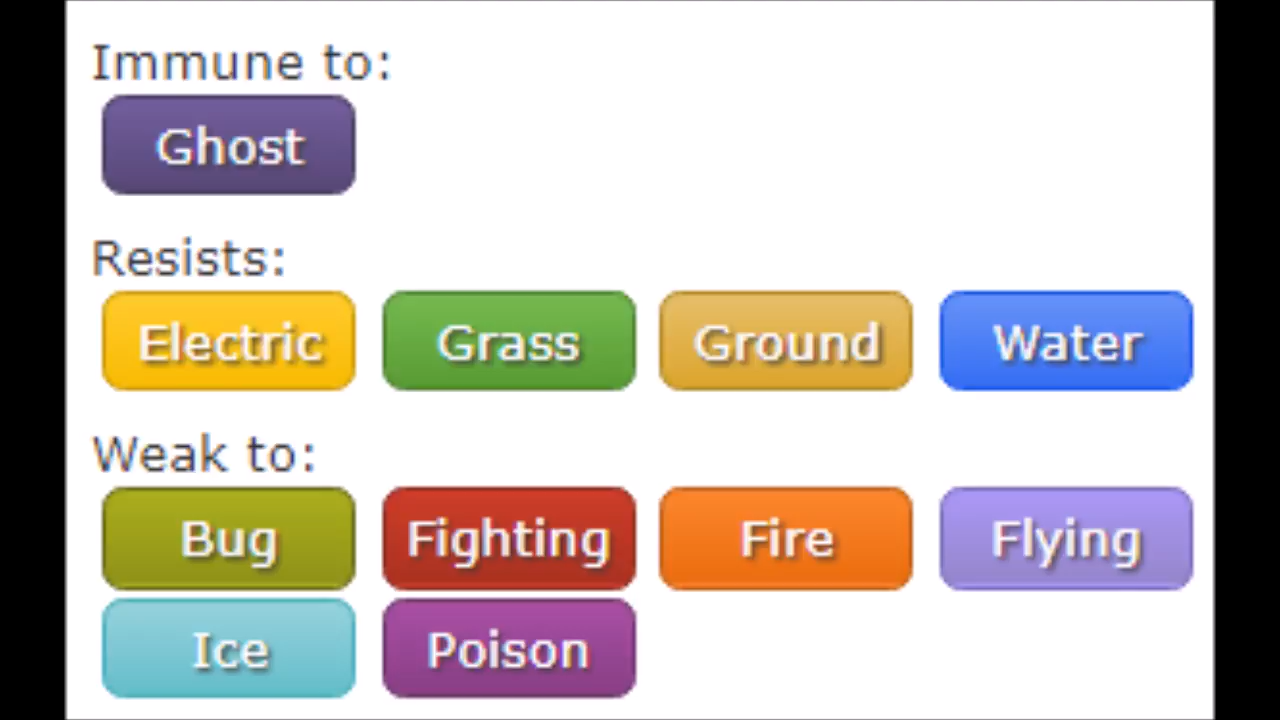 Immune to:
Ghost
Resists:
Electric Grass Ground Water
Weak to:
Bug Fighting Fire Flying
Ice Poison